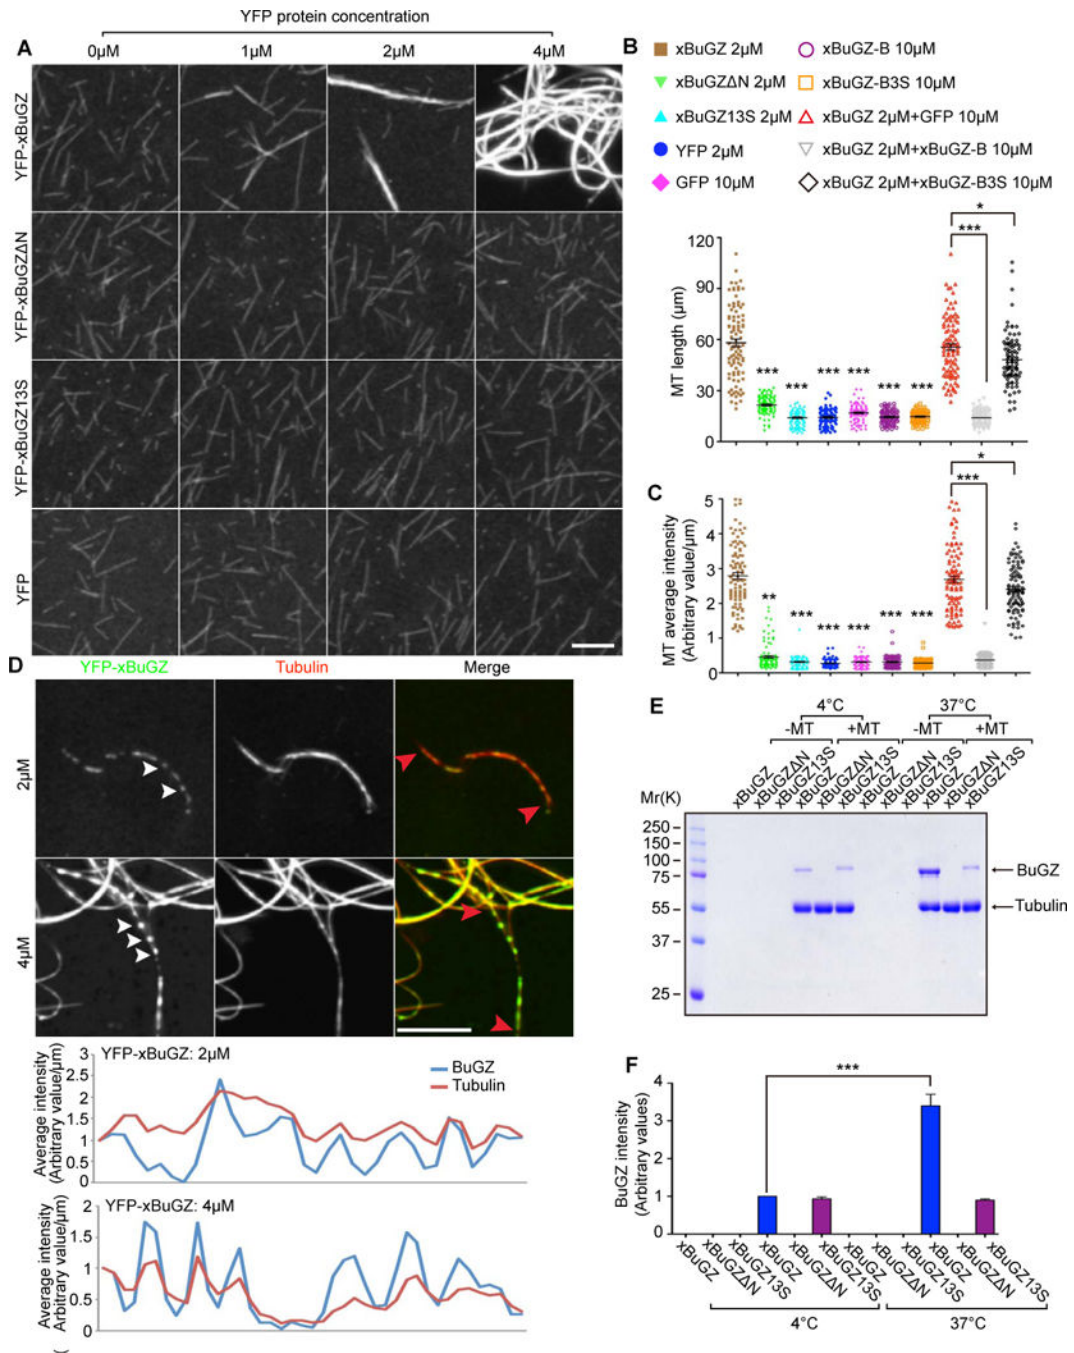 YFP protein concentration
A
0μM 1μM 2μM 4μM
YFP-xBuGZ
YFP-xBuGZΔN
YFP-xBuGZ13S
YFP
B
xBuGZ 2μM
xBuGZΔN 2μM
xBuGZ13S 2μM
YFP 2μM
GFP 10μM
xBuGZ-B 10μM
xBuGZ-B3S 10μM
xBuGZ 2μM+GFP 10μM
xBuGZ 2μM+xBuGZ-B 10μM
xBuGZ 2μM+xBuGZ-B3S 10μM
MT length (μm)
120
90
60
30
0
*** *** *** *** *** ***
***
*
C
MT average intensity
(Arbitrary value/μm)
5
4
3
2
1
0
** *** *** *** *** ***
***
*
D
YFP-xBuGZ Tubulin Merge
2μM
4μM
YFP-xBuGZ: 2μM
BuGZ
Tubulin
Average intensity
(Arbitrary value/μm)
3
2.5
2
1.5
1
0.5
0
YFP-xBuGZ: 4μM
Average intensity
Arbitrary value/μm)
2
1.5
1
0.5
0
E
4°C 37°C
-MT +MT -MT +MT
xBuGZ xBuGZΔN xBuGZ13S xBuGZ xBuGZΔN xBuGZ13S xBuGZ xBuGZΔN xBuGZ13S xBuGZ xBuGZΔN xBuGZ13S
Mr(K)
250
150
100
75
55
37
25
BuGZ
Tubulin
F
BuGZ intensity
(Arbitrary values)
4
3
2
1
0
***
xBuGZ xBuGZΔN xBuGZ13S xBuGZ xBuGZΔN xBuGZ13S xBuGZ xBuGZΔN xBuGZ13S xBuGZ xBuGZΔN xBuGZ13S
4°C 37°C